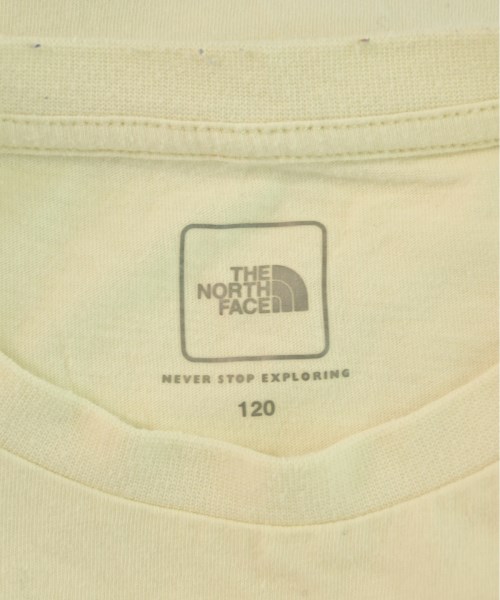 THE
NORTH
FACE
NEVER STOP EXPLORING
120